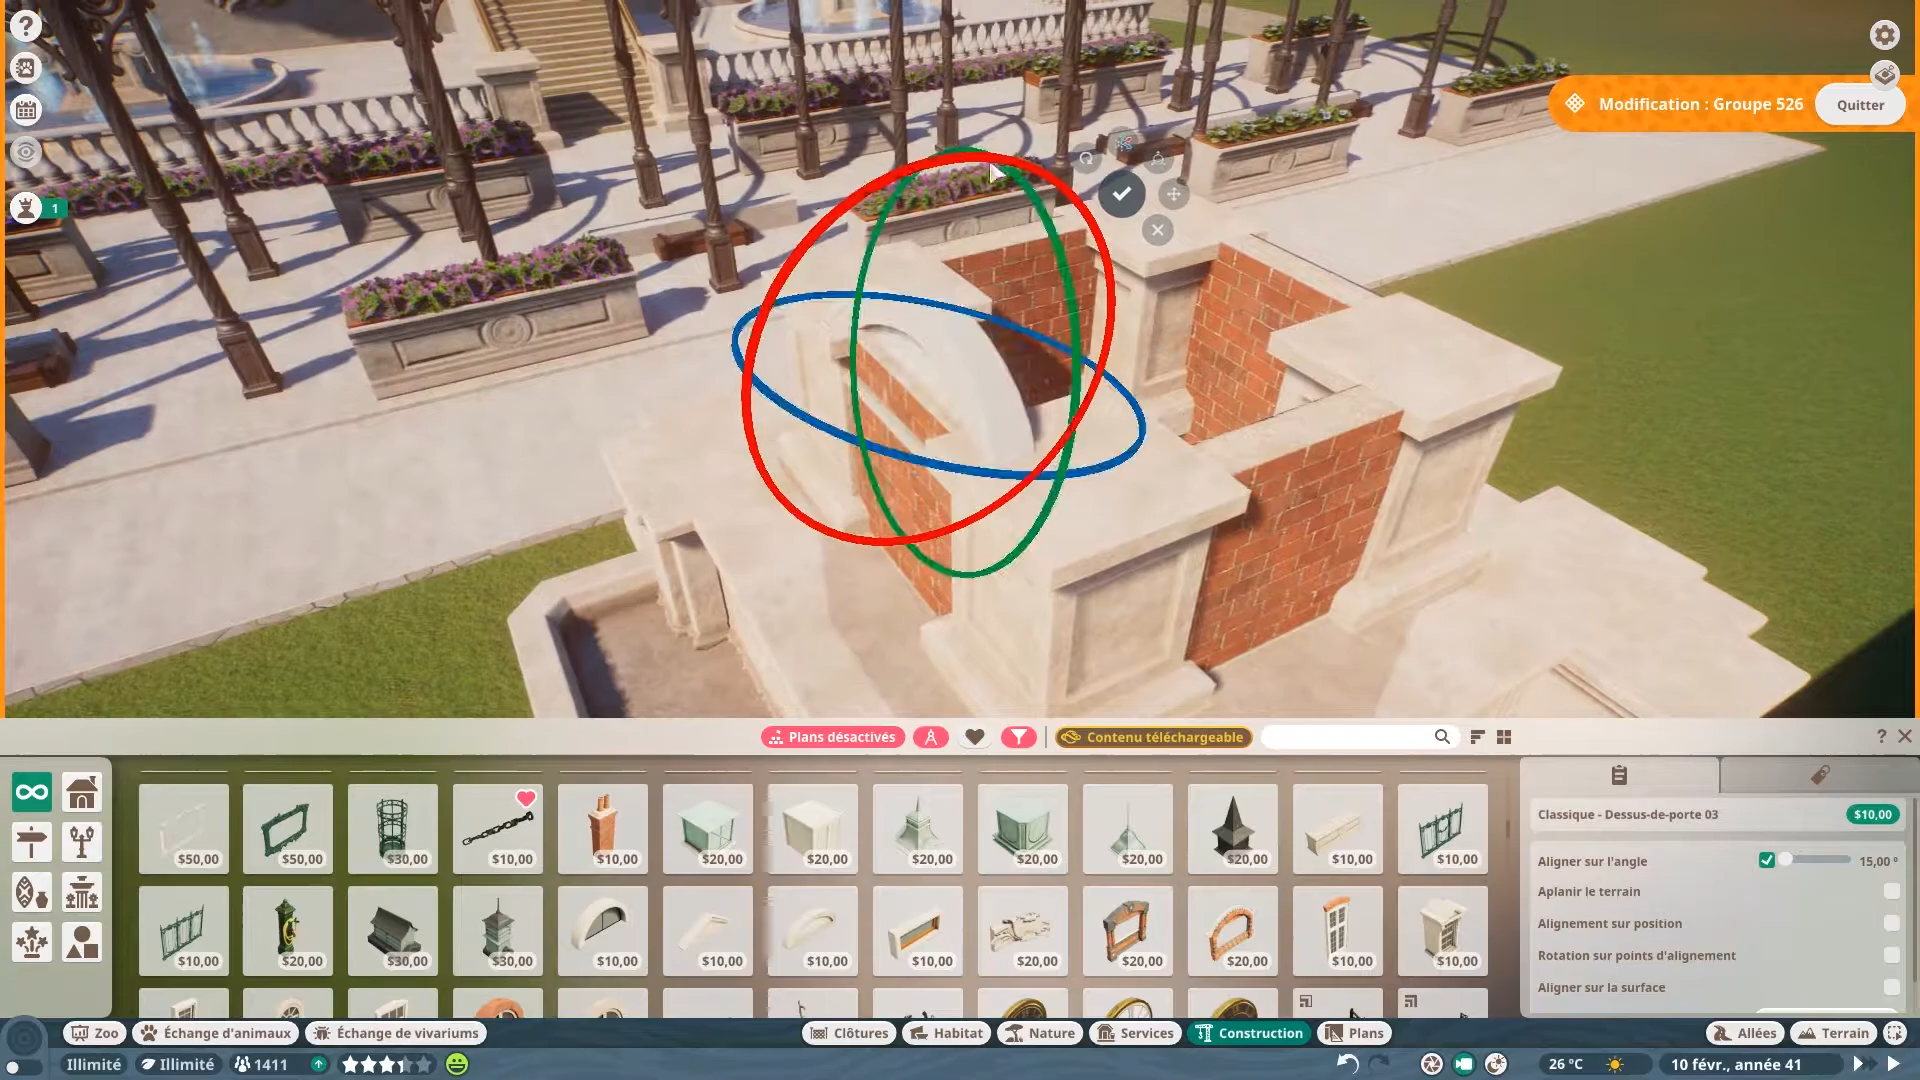 Modification : Groupe 526
Quitter
1
Plans désactivés
Contenu téléchargeable
$50,00
$50,00
$30,00
$10,00
$10,00
$20,00
$20,00
$20,00
$20,00
$20,00
$20,00
$10,00
$10,00
$10,00
$20,00
$30,00
$30,00
$10,00
$10,00
$10,00
$10,00
$20,00
$20,00
$20,00
$10,00
$10,00
Classique - Dessus-de-porte 03
$10,00
Aligner sur l'angle
15,00 °
Aplanir le terrain
Alignement sur position
Rotation sur points d'alignement
Aligner sur la surface
Zoo
Échange d'animaux
Échange de vivariums
Clôtures
Habitat
Nature
Services
Construction
Plans
Allées
Terrain
Illimité
Illimité
1411
26 °C
10 févr., année 41